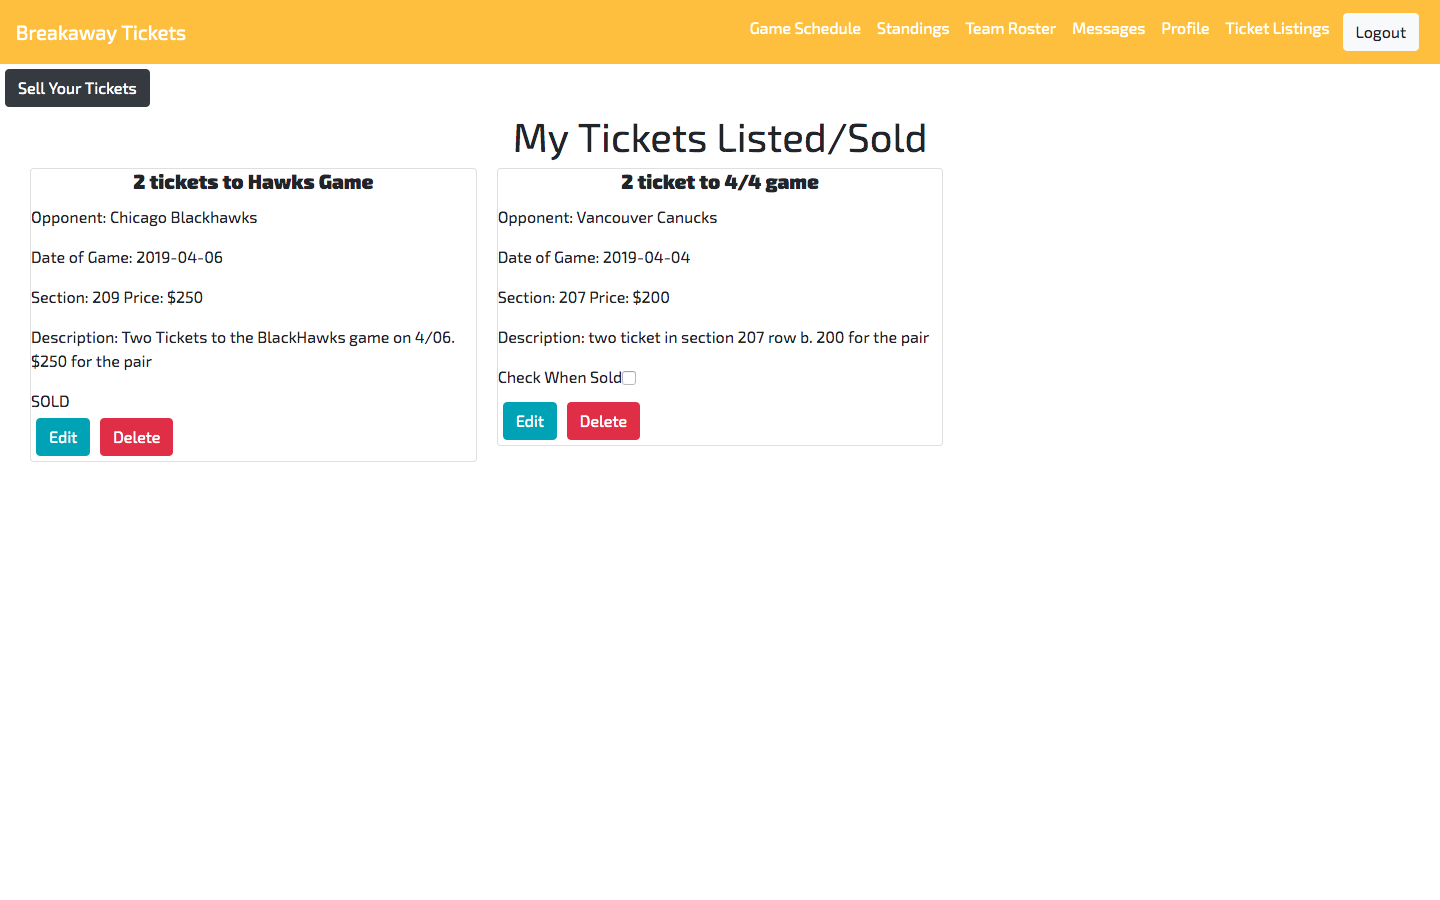 Breakaway Tickets
Game Schedule Standings Team Roster Messages Profile Ticket Listings Logout
Sell Your Tickets
My Tickets Listed/Sold
2 tickets to Hawks Game
Opponent: Chicago Blackhawks
Date of Game: 2019-04-06
Section: 209 Price: $250
Description: Two Tickets to the BlackHawks game on 4/06.
$250 for the pair
SOLD
Edit Delete
2 ticket to 4/4 game
Opponent: Vancouver Canucks
Date of Game: 2019-04-04
Section: 207 Price: $200
Description: two ticket in section 207 row b. 200 for the pair
Check When Sold
Edit Delete